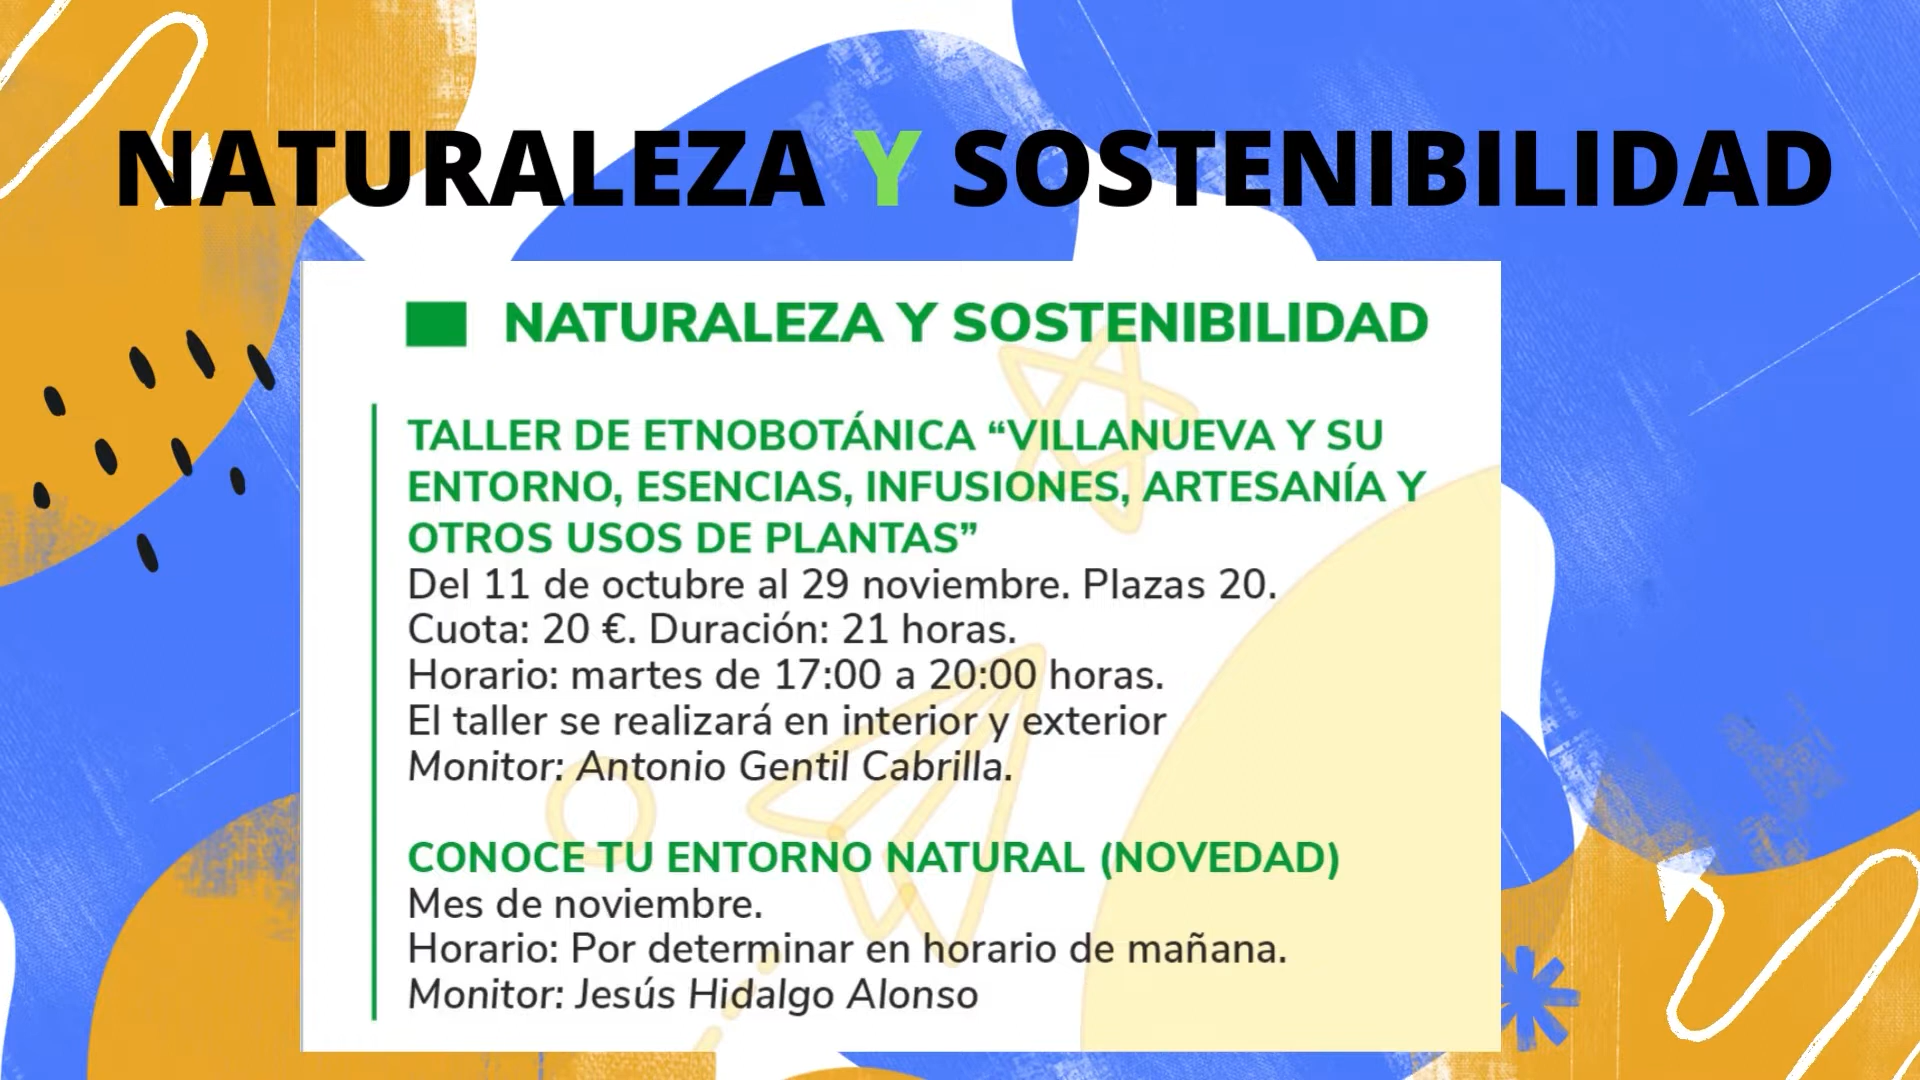 NATURALEZA Y SOSTENIBILIDAD
NATURALEZA Y SOSTENIBILIDAD
TALLER DE ETNOBOTÁNICA “VILLANUEVA Y SU
ENTORNO, ESENCIAS, INFUSIONES, ARTESANÍA Y
OTROS USOS DE PLANTAS”
Del 11 de octubre al 29 noviembre. Plazas 20.
Cuota: 20 €. Duración: 21 horas.
Horario: martes de 17:00 a 20:00 horas.
El taller se realizará en interior y exterior
Monitor: Antonio Gentil Cabrilla.
CONOCE TU ENTORNO NATURAL (NOVEDAD)
Mes de noviembre.
Horario: Por determinar en horario de mañana.
Monitor: Jesús Hidalgo Alonso